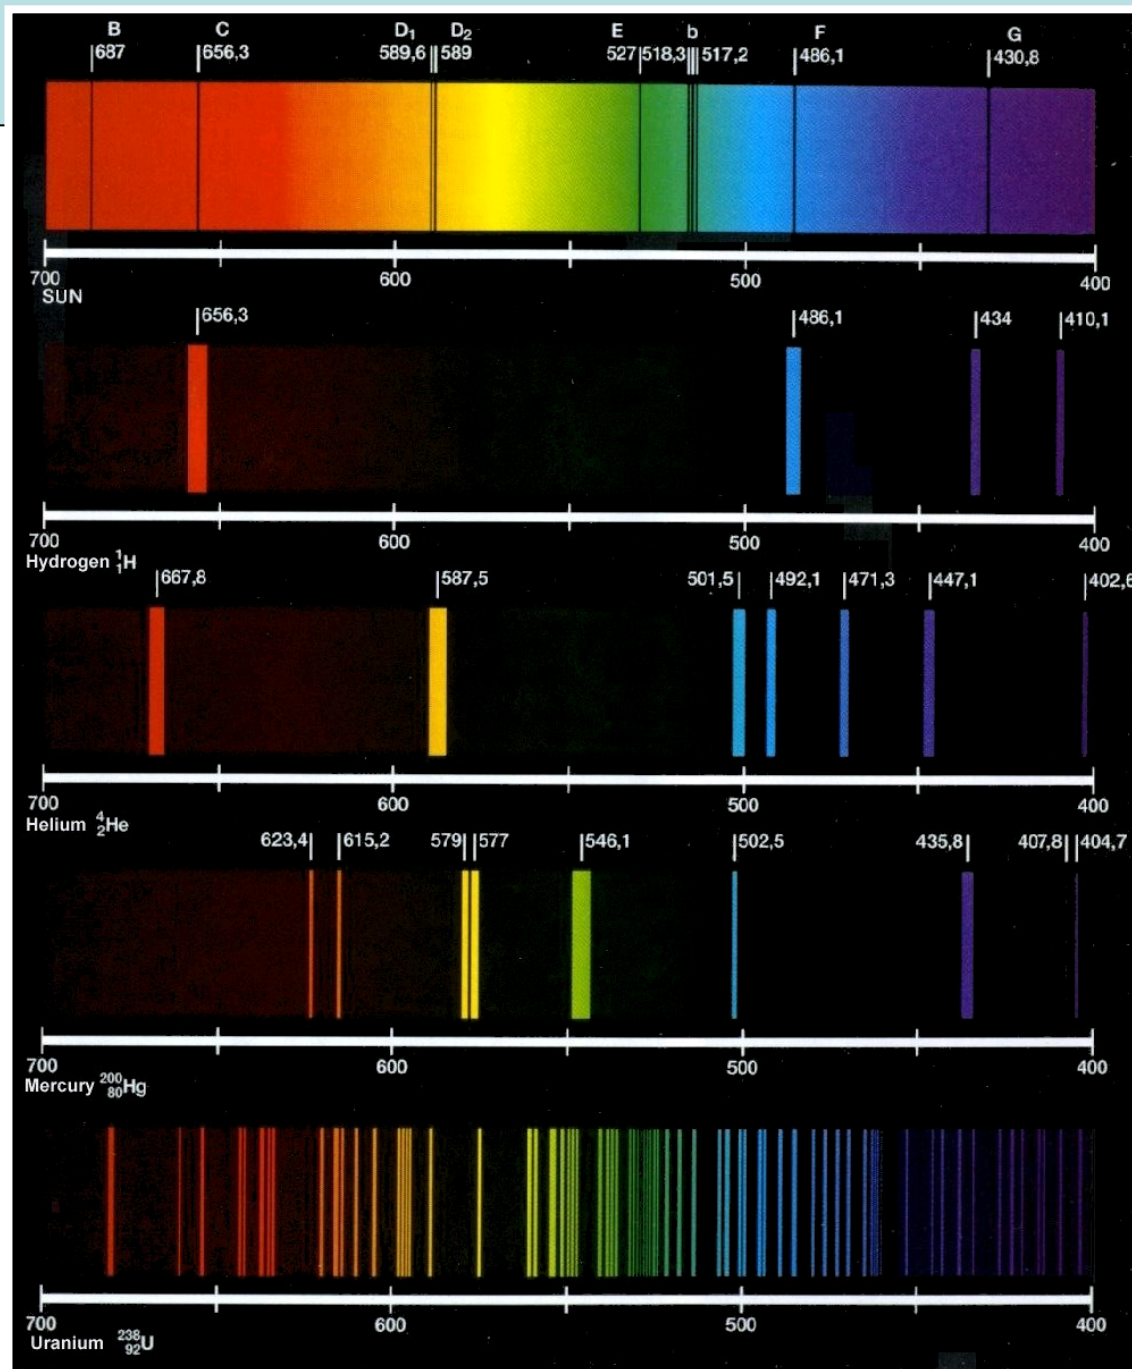 B C D₁ D₂ E b F G
687 656,3 589,6 589 527 518,3 517,2 486,1 430,8
700 600 500 400
SUN
656,3 486,1 434 410,1
700 600 500 400
Hydrogen ¹₁H
667,8 587,5 501,5 492,1 471,3 447,1 402,6
700 600 500 400
Helium ⁴₂He
623,4 615,2 579 577 546,1 502,5 435,8 407,8 404,7
700 600 500 400
Mercury ²⁰⁰₈₀Hg
700 600 500 400
Uranium ²³⁸₉₂U